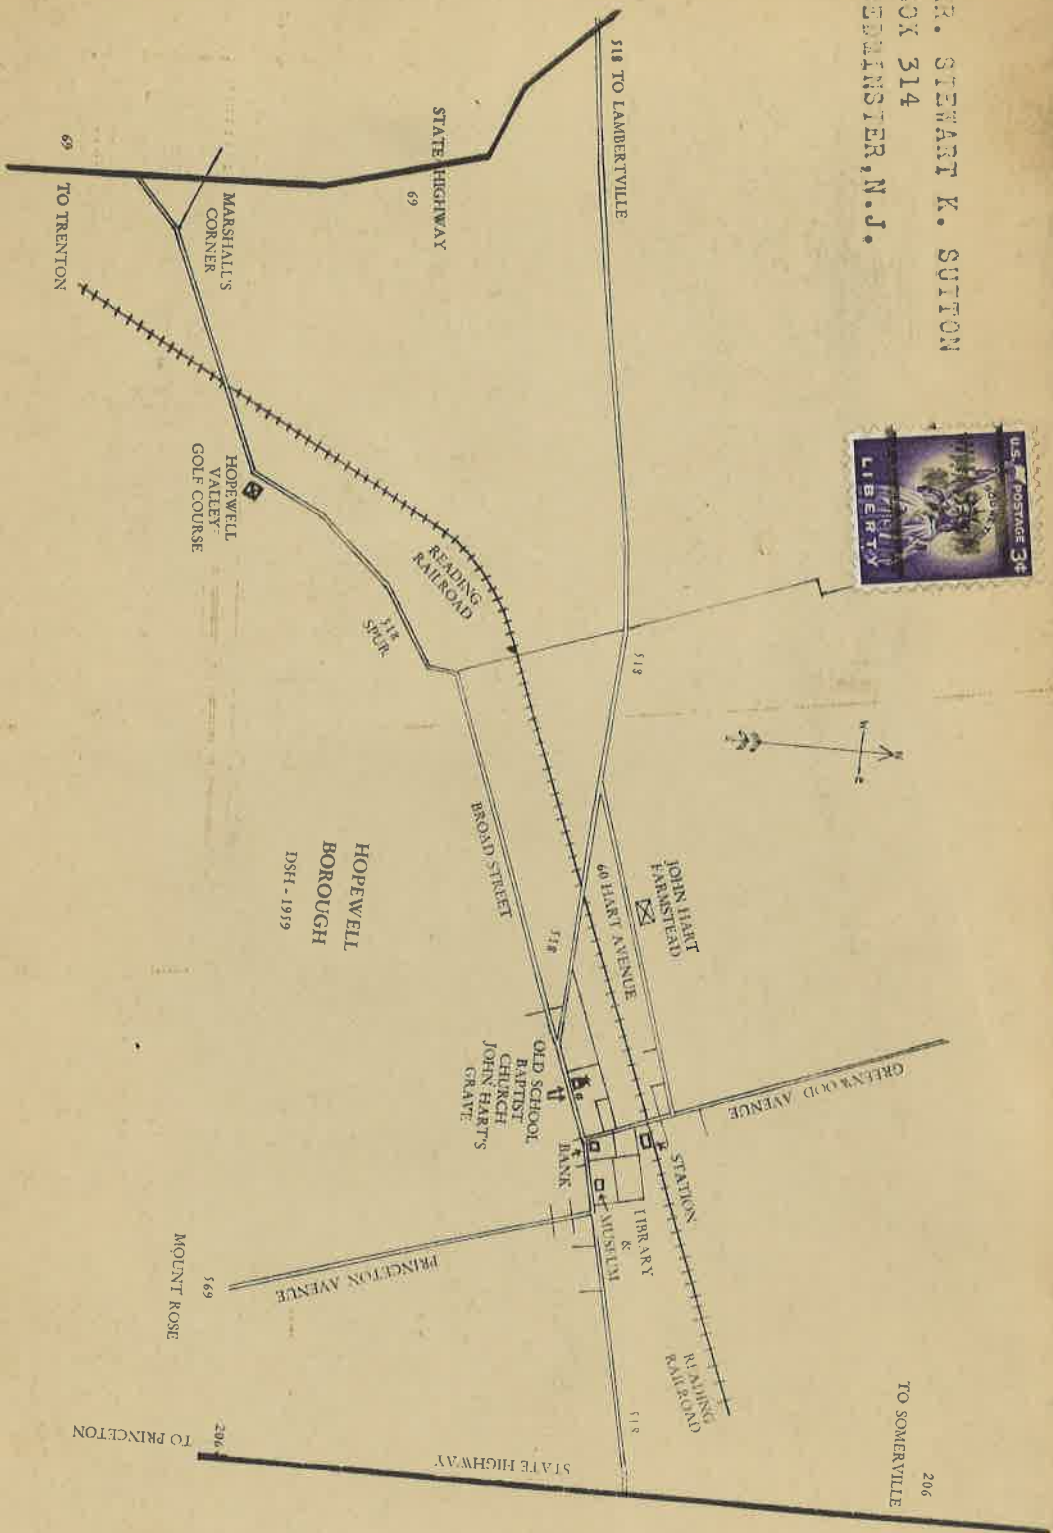 R. STEWART K. SUTTON
OX 314
EDMINSTER,N.J.
U.S. POSTAGE 3¢
LIBERTY
518 TO LAMBERTVILLE
STATE HIGHWAY
69
69
TO TRENTON
MARSHALL'S
CORNER
HOPEWELL
VALLEY
GOLF COURSE
READING
RAILROAD
518
SPUR
518
N
W
E
BROAD STREET
JOHN HART
FARMSTEAD
60 HART AVENUE
518
HOPEWELL
BOROUGH
DSH - 1959
OLD SCHOOL
BAPTIST
CHURCH
JOHN HART'S
GRAVE
GREENWOOD AVENUE
STATION
BANK
LIBRARY
&
MUSEUM
PRINCETON AVENUE
569
MOUNT ROSE
READING
RAILROAD
518
206
TO SOMERVILLE
STATE HIGHWAY
206
TO PRINCETON